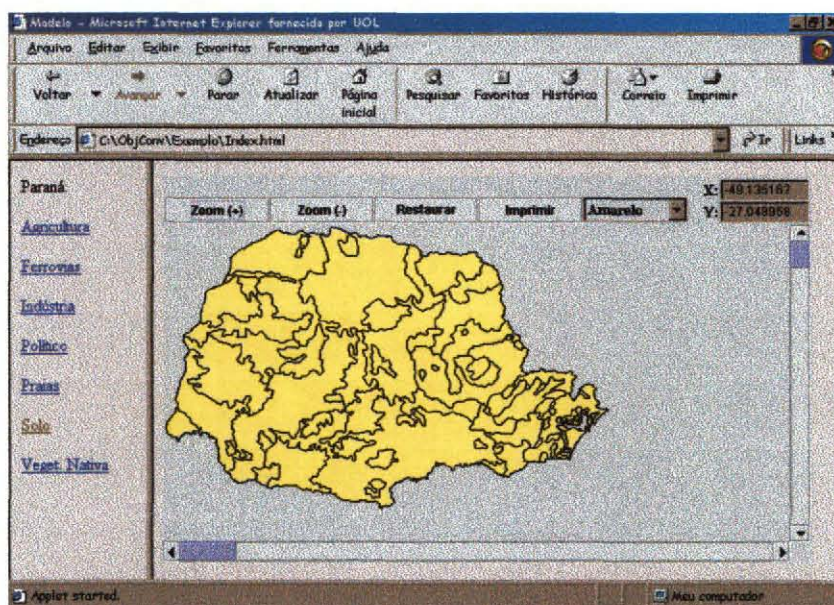 Modelo - Microsoft Internet Explorer fornecido por UOL
Arquivo Editar Exibir Favoritos Ferramentas Ajuda
Voltar Avançar Parar Atualizar Página inicial Pesquisar Favoritos Histórico Correio Imprimir
Endereço C:\ObjConv\Exemplo\Index.html Ir Links
Paraná
X: -49.135167
Zoom (+) Zoom (-) Restaurar Imprimir Amarelo Y: -27.048958
Agricultura
Ferrovias
Indústria
Político
Praias
Solo
Veget. Nativa
Applet started. Meu computador